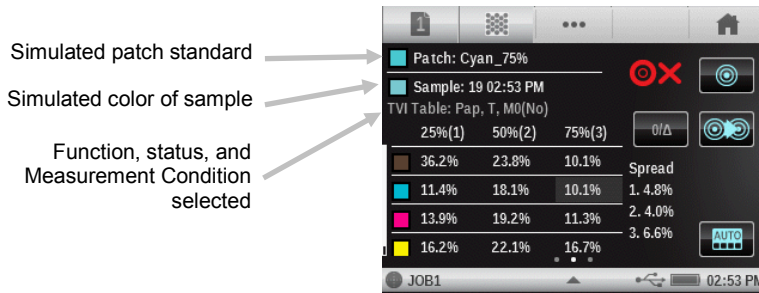 Simulated patch standard
Simulated color of sample
Function, status, and
Measurement Condition
selected
1
Patch: Cyan_75%
Sample: 19 02:53 PM
TVI Table: Pap, T, M0(No)
25%(1) 50%(2) 75%(3)
0/Δ
36.2% 23.8% 10.1%
Spread
11.4% 18.1% 10.1%
1. 4.8%
13.9% 19.2% 11.3%
2. 4.0%
3. 6.6%
16.2% 22.1% 16.7%
AUTO
JOB1
02:53 PM